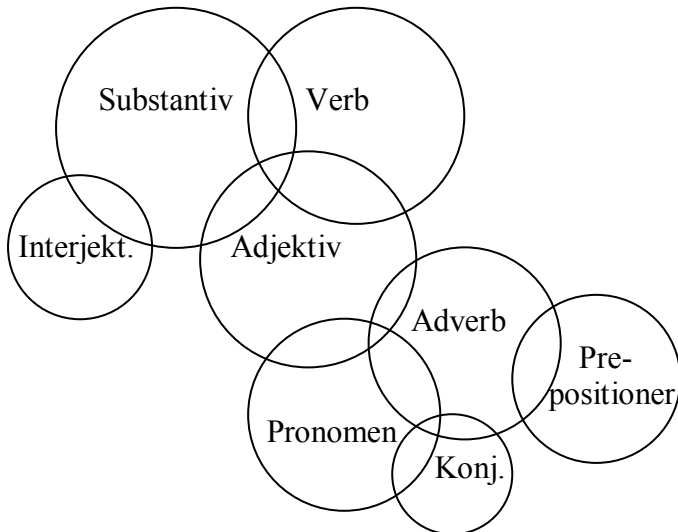 Substantiv
Verb
Interjekt.
Adjektiv
Adverb
Pre-
positioner
Pronomen
Konj.